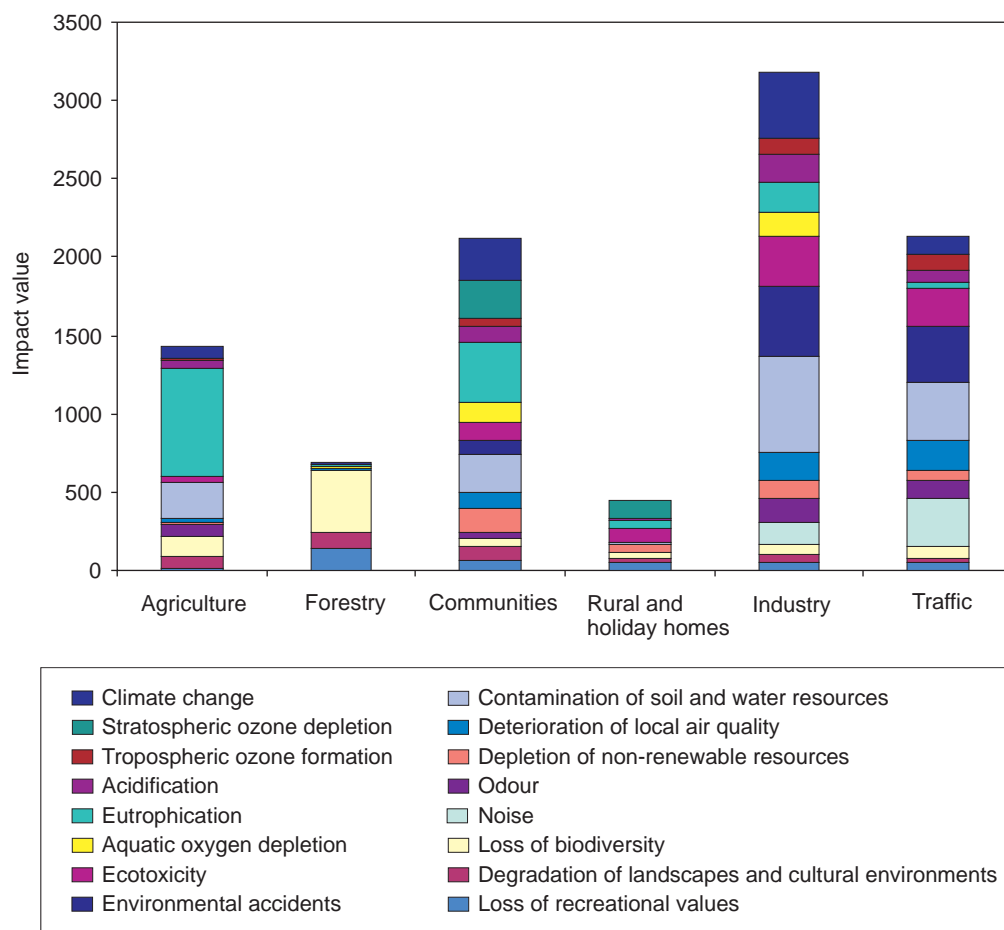 3500
3000
2500
2000
1500
1000
500
0
Impact value
Agriculture
Forestry
Communities
Rural and
holiday homes
Industry
Traffic
Climate change
Stratospheric ozone depletion
Tropospheric ozone formation
Acidification
Eutrophication
Aquatic oxygen depletion
Ecotoxicity
Environmental accidents
Contamination of soil and water resources
Deterioration of local air quality
Depletion of non-renewable resources
Odour
Noise
Loss of biodiversity
Degradation of landscapes and cultural environments
Loss of recreational values